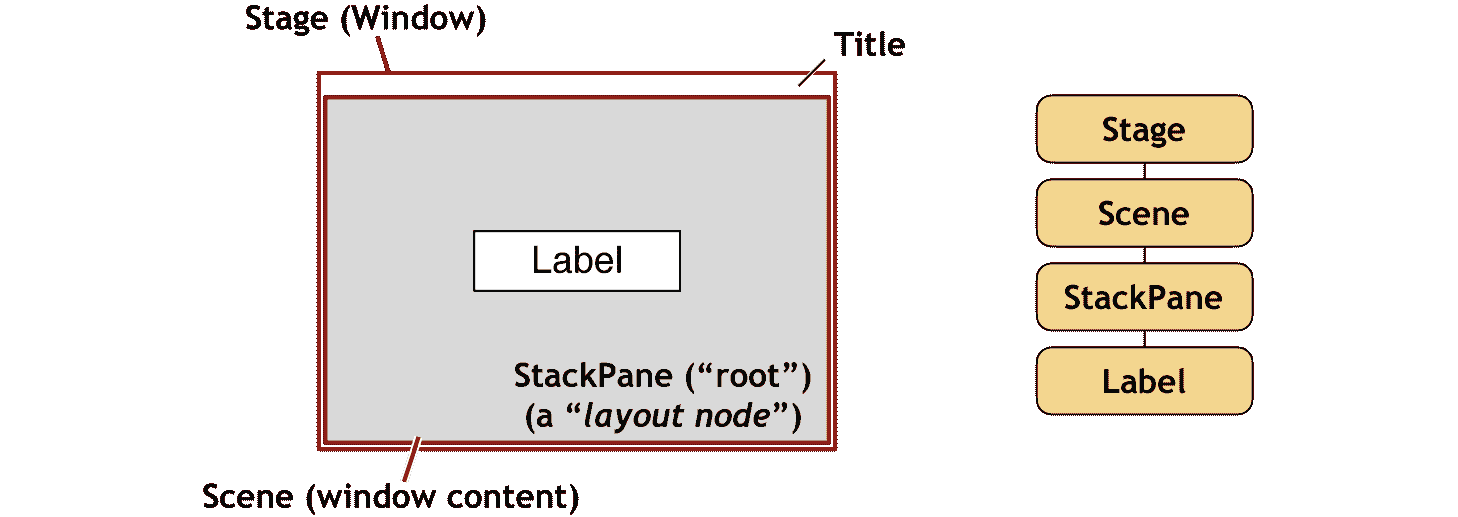 Stage (Window)
Title
Label
StackPane (“root”)
(a “layout node”)
Scene (window content)
Stage
Scene
StackPane
Label